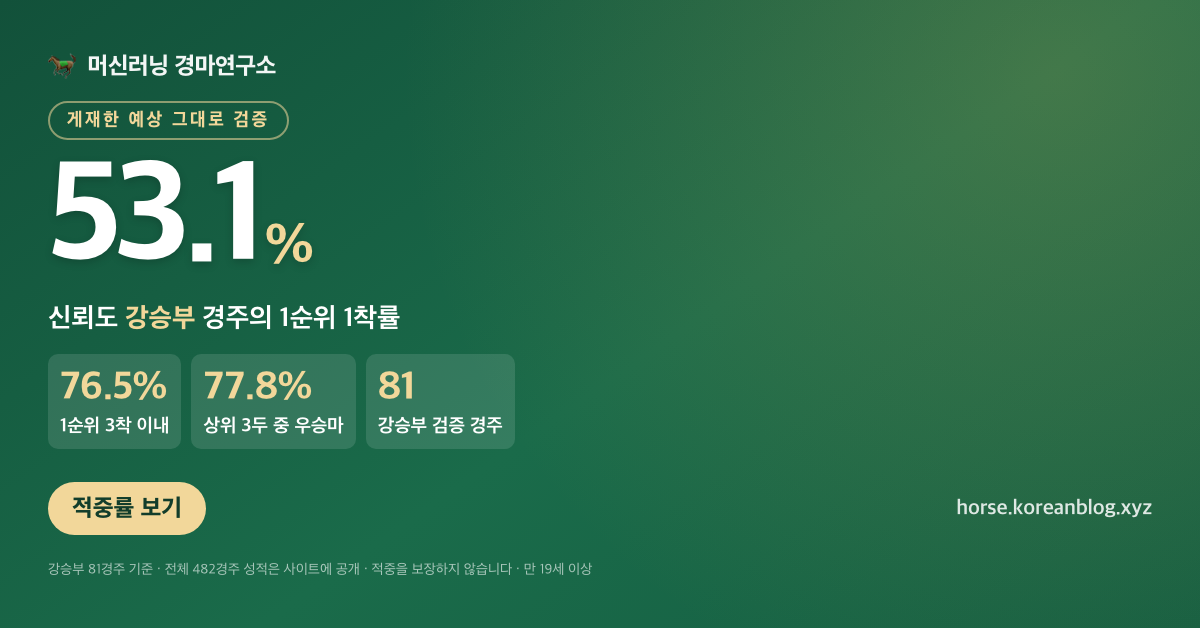 머신러닝 경마연구소
게재한 예상 그대로 검증
53.1%
신뢰도 강승부 경주의 1순위 1착률
76.5%
1순위 3착 이내
77.8%
상위 3두 중 우승마
81
강승부 검증 경주
적중률 보기
horse.koreanblog.xyz
강승부 81경주 기준 · 전체 482경주 성적은 사이트에 공개 · 적중을 보장하지 않습니다 · 만 19세 이상